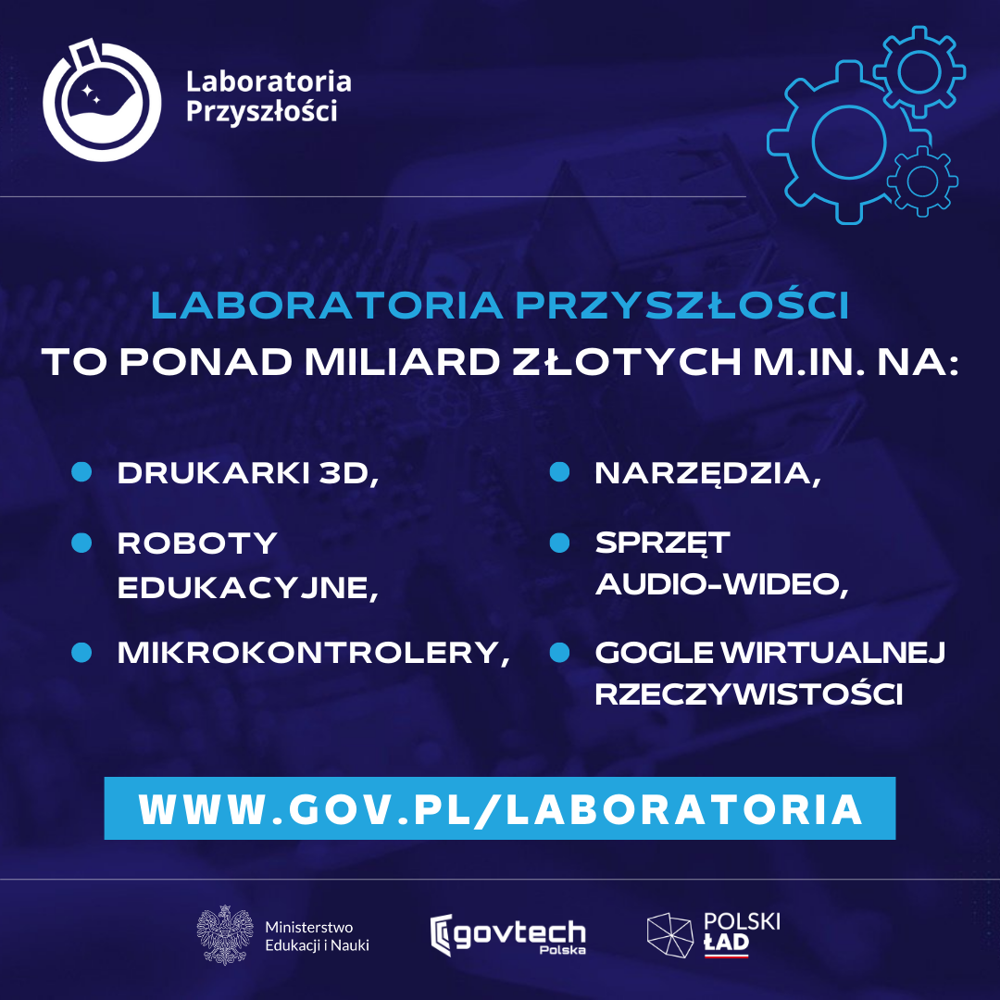 Laboratoria
Przyszłości
LABORATORIA PRZYSZŁOŚCI
TO PONAD MILIARD ZŁOTYCH M.IN. NA:
DRUKARKI 3D,
ROBOTY
EDUKACYJNE,
MIKROKONTROLERY,
NARZĘDZIA,
SPRZĘT
AUDIO-WIDEO,
GOGLE WIRTUALNEJ
RZECZYWISTOŚCI
WWW.GOV.PL/LABORATORIA
Ministerstwo
Edukacji i Nauki
govtech
Polska
POLSKI
ŁAD